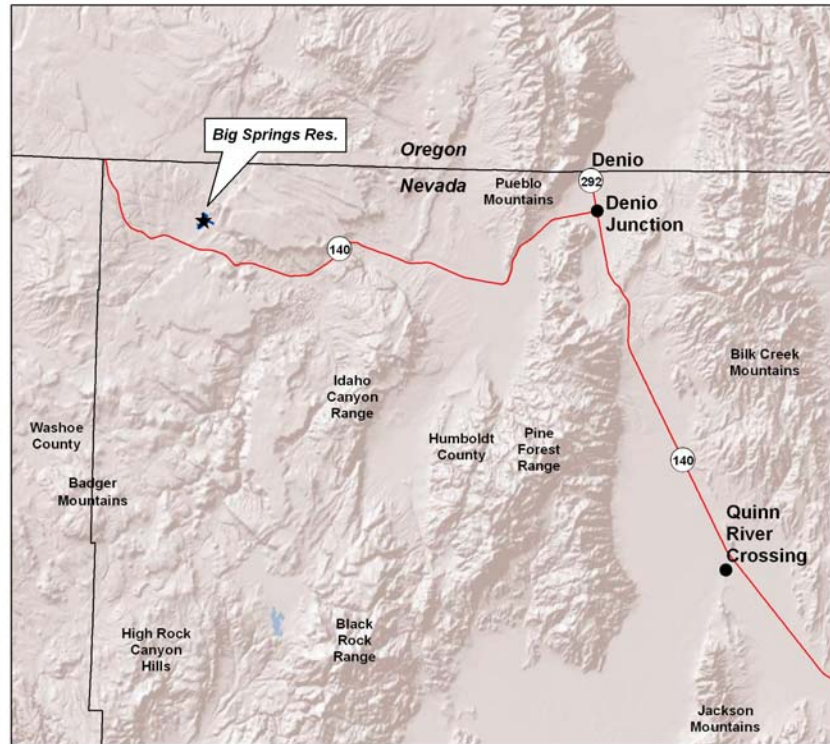 Big Springs Res.
Oregon
Nevada
Denio
292
Pueblo
Mountains
Denio
Junction
140
Bilk Creek
Mountains
Idaho
Canyon
Range
Washoe
County
Humboldt
County
Pine
Forest
Range
140
Badger
Mountains
Quinn
River
Crossing
High Rock
Canyon
Hills
Black
Rock
Range
Jackson
Mountains